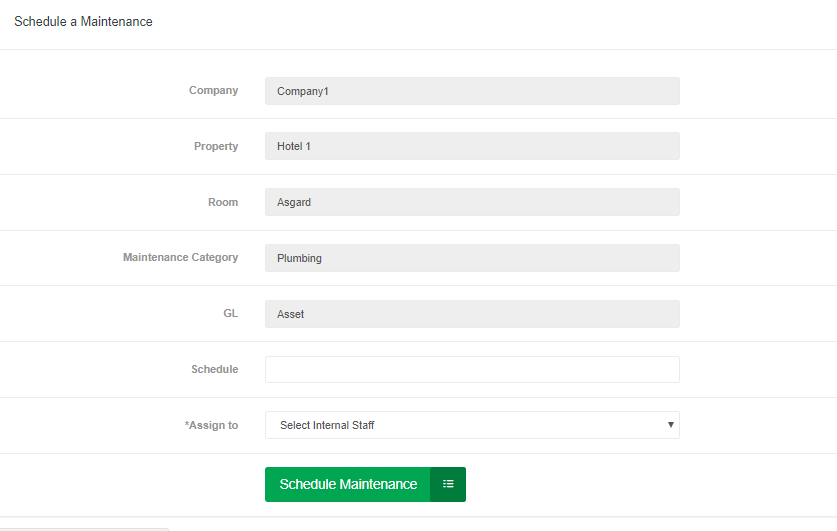 Schedule a Maintenance
Company Company1
Property Hotel 1
Room Asgard
Maintenance Category Plumbing
GL Asset
Schedule
*Assign to Select Internal Staff
Schedule Maintenance